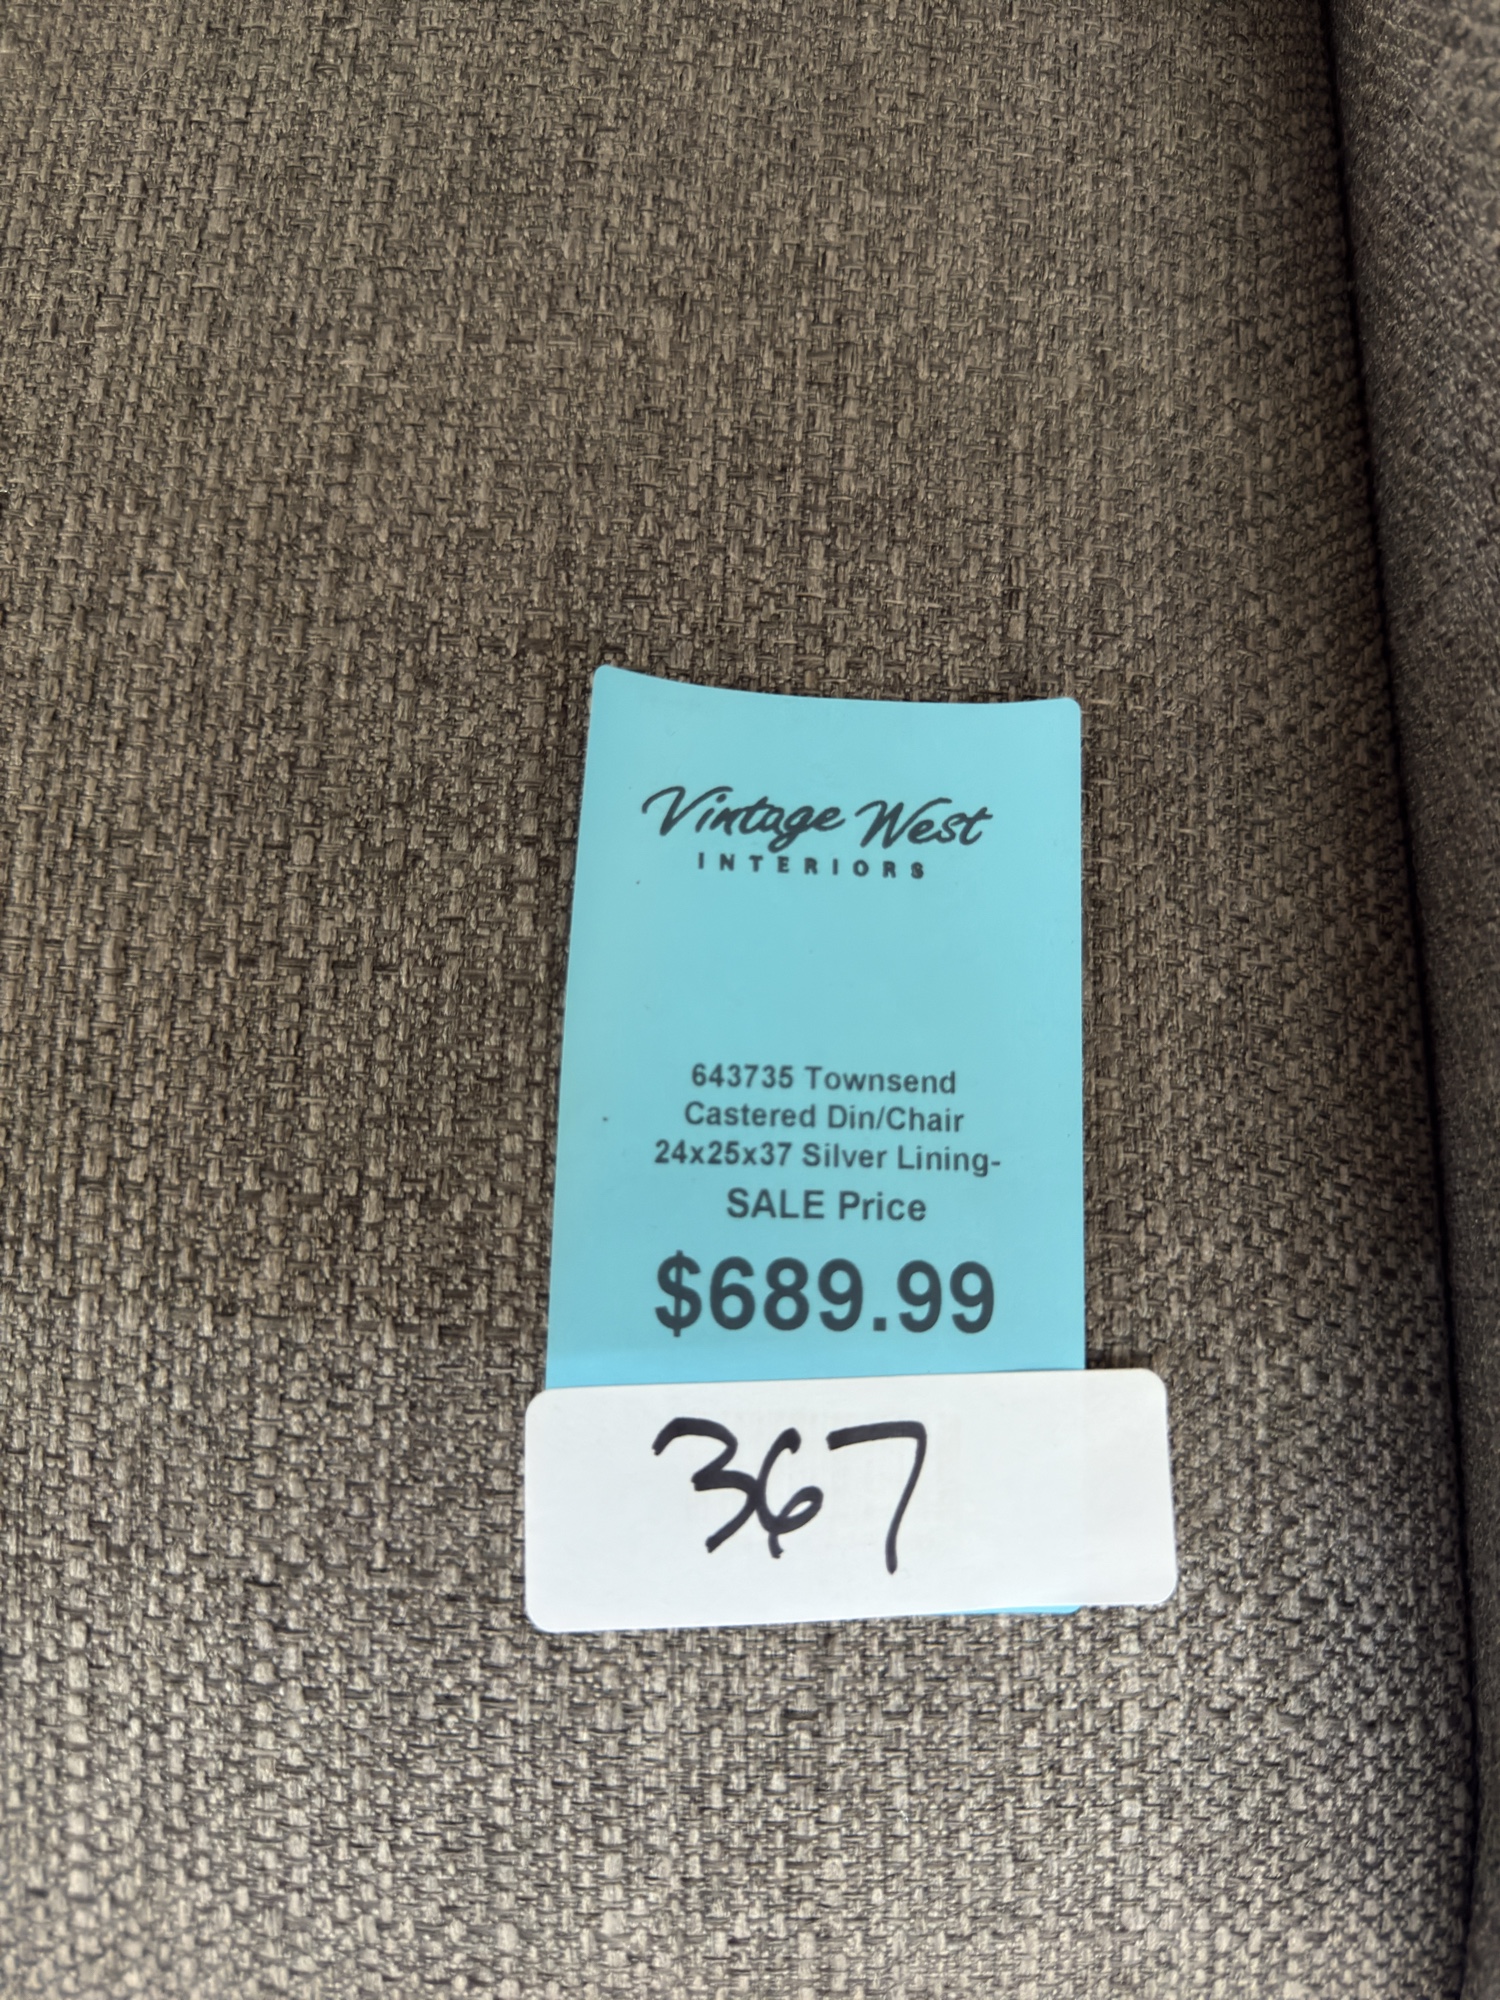 Vintage West
INTERIORS
643735 Townsend
Castered Din/Chair
24x25x37 Silver Lining-
SALE Price
$689.99
367